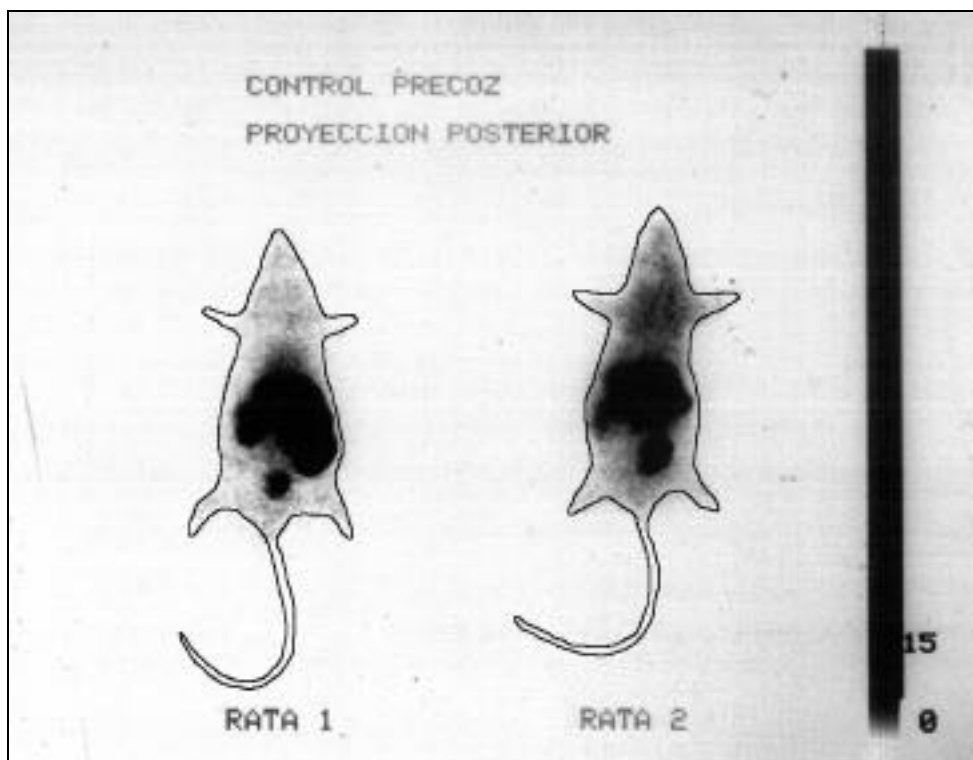 CONTROL PRECOZ
PROYECCION POSTERIOR
15
0
RATA 1
RATA 2